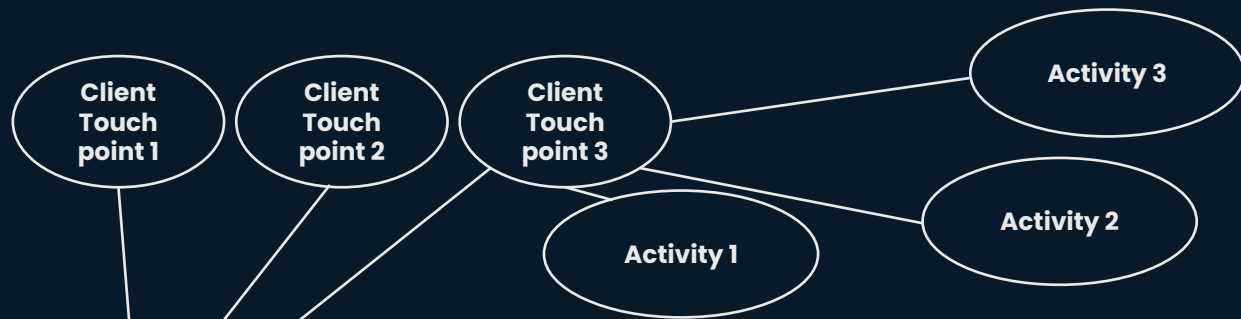 Client
Touch
point 1
Client
Touch
point 2
Client
Touch
point 3
Activity 3
Activity 2
Activity 1